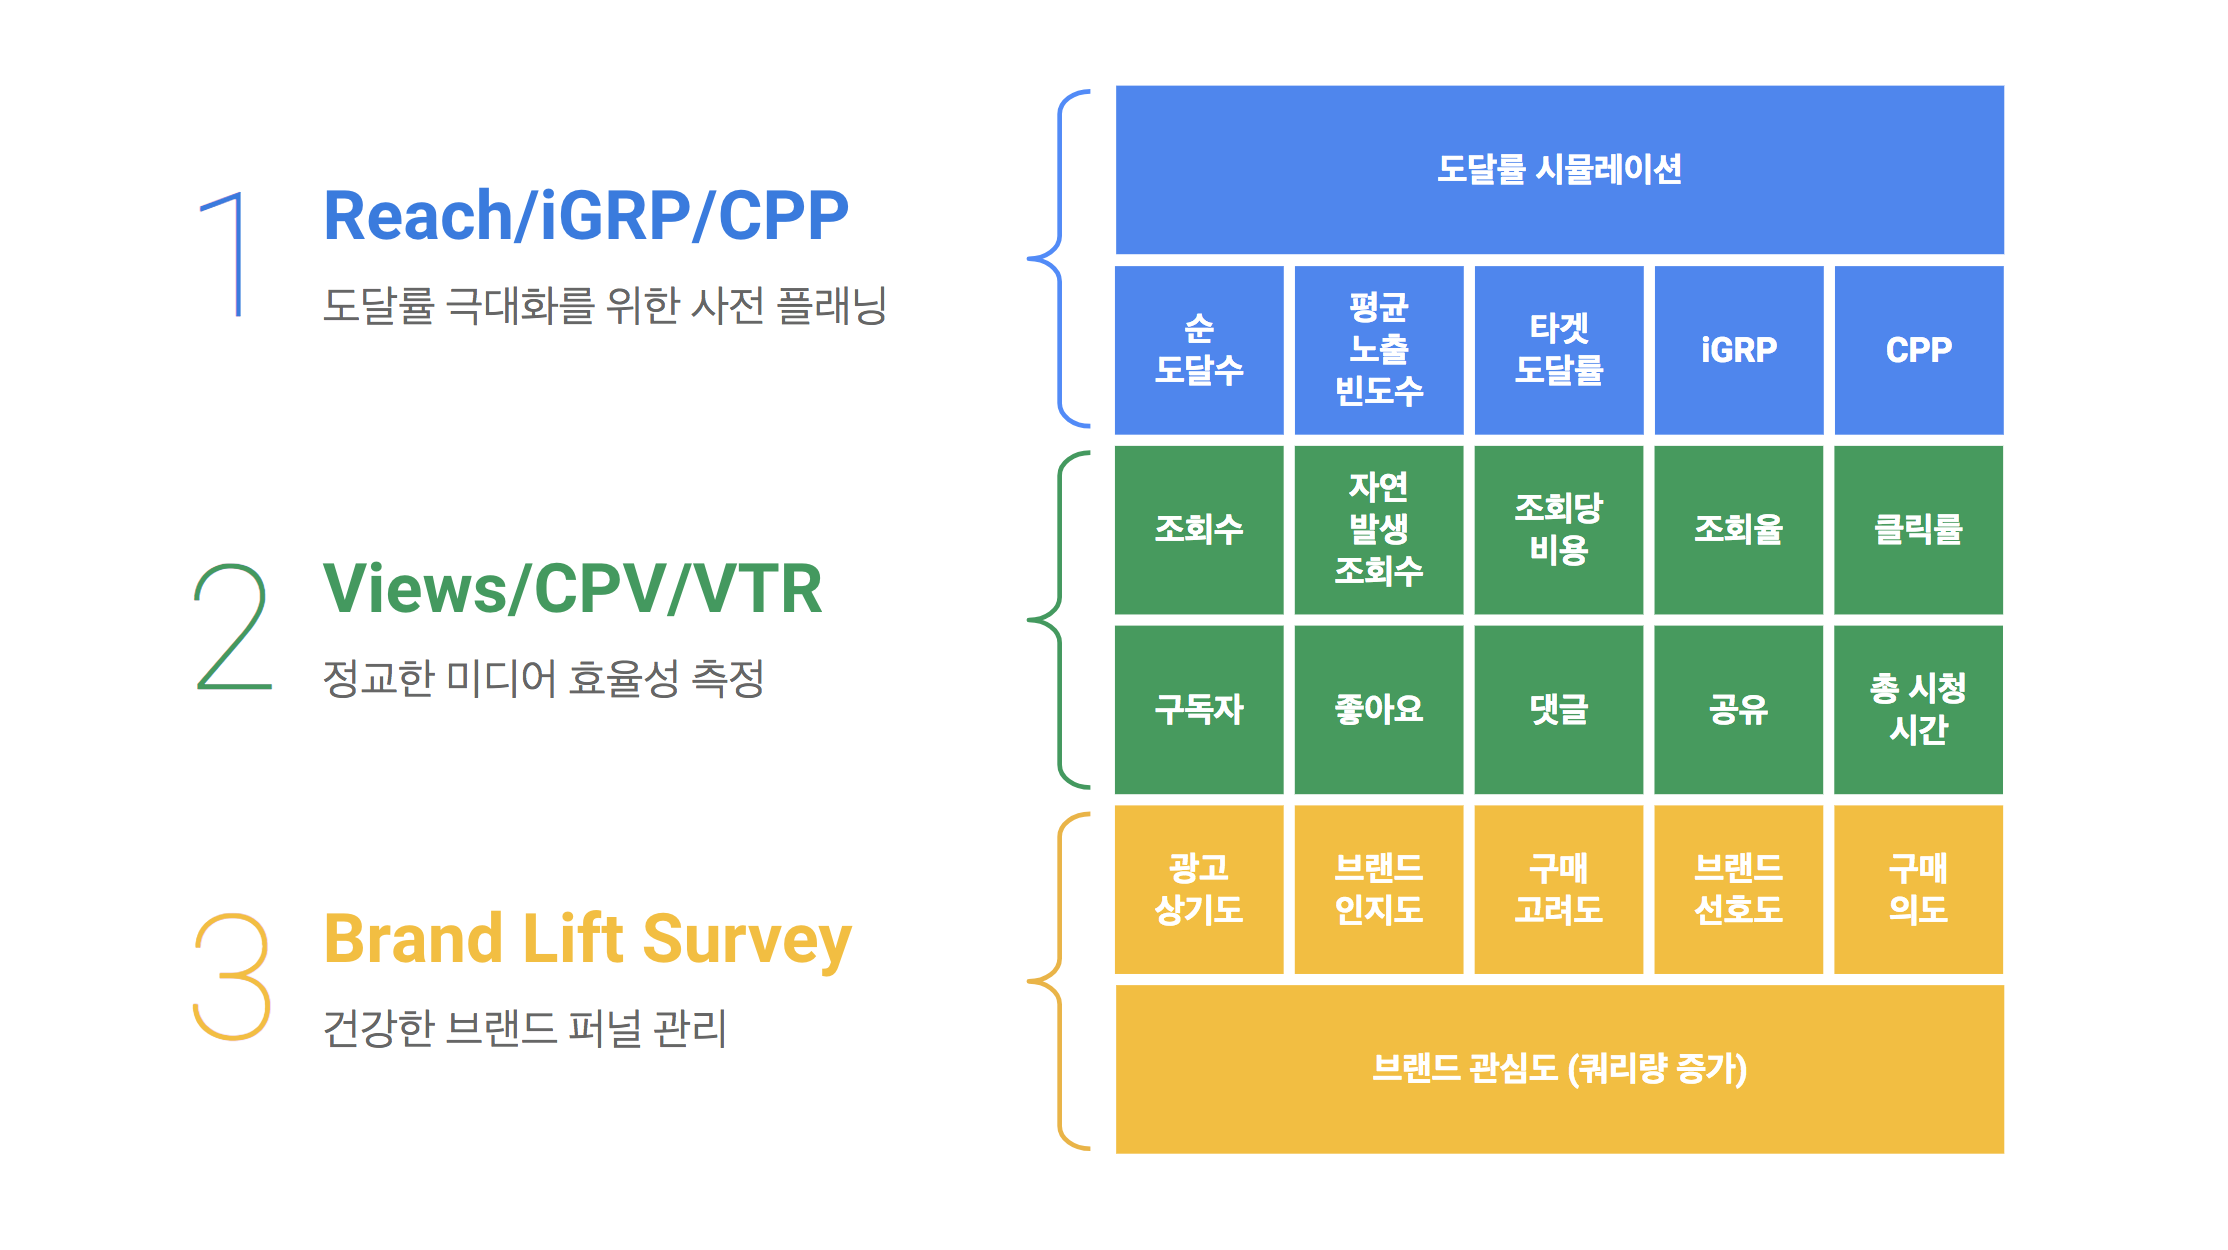 1
Reach/iGRP/CPP
도달률 극대화를 위한 사전 플래닝
2
Views/CPV/VTR
정교한 미디어 효율성 측정
3
Brand Lift Survey
건강한 브랜드 퍼널 관리
도달률 시뮬레이션
순
도달수
평균
노출
빈도수
타겟
도달률
iGRP
CPP
조회수
자연
발생
조회수
조회당
비용
조회율
클릭률
구독자
좋아요
댓글
공유
총 시청
시간
광고
상기도
브랜드
인지도
구매
고려도
브랜드
선호도
구매
의도
브랜드 관심도 (쿼리량 증가)